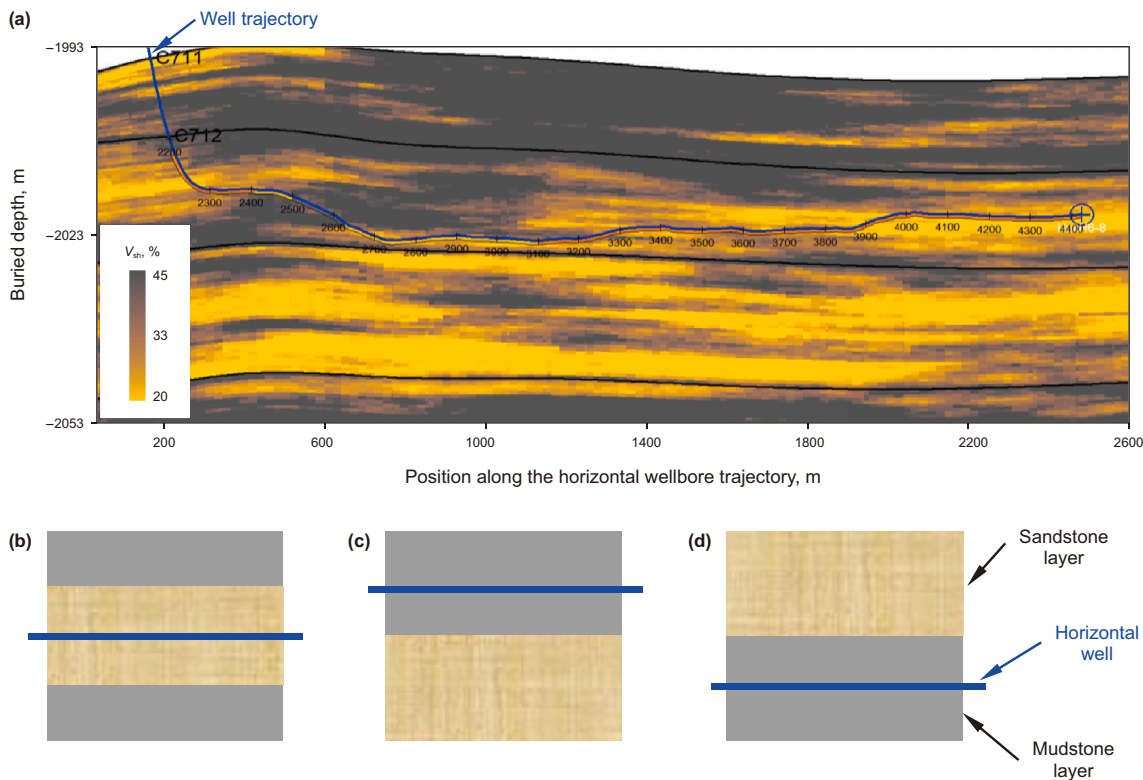 (a)
Well trajectory
−1993
C711
C712
2200
2300
2400
2500
2600
2700
2800
2900
3000
3100
3200
3300
3400
3500
3600
3700
3800
3900
4000
4100
4200
4300
4400
−2023
−2053
Buried depth, m
Vsh, %
45
33
20
200
600
1000
1400
1800
2200
2600
Position along the horizontal wellbore trajectory, m
(b)
(c)
(d)
Sandstone
layer
Horizontal
well
Mudstone
layer